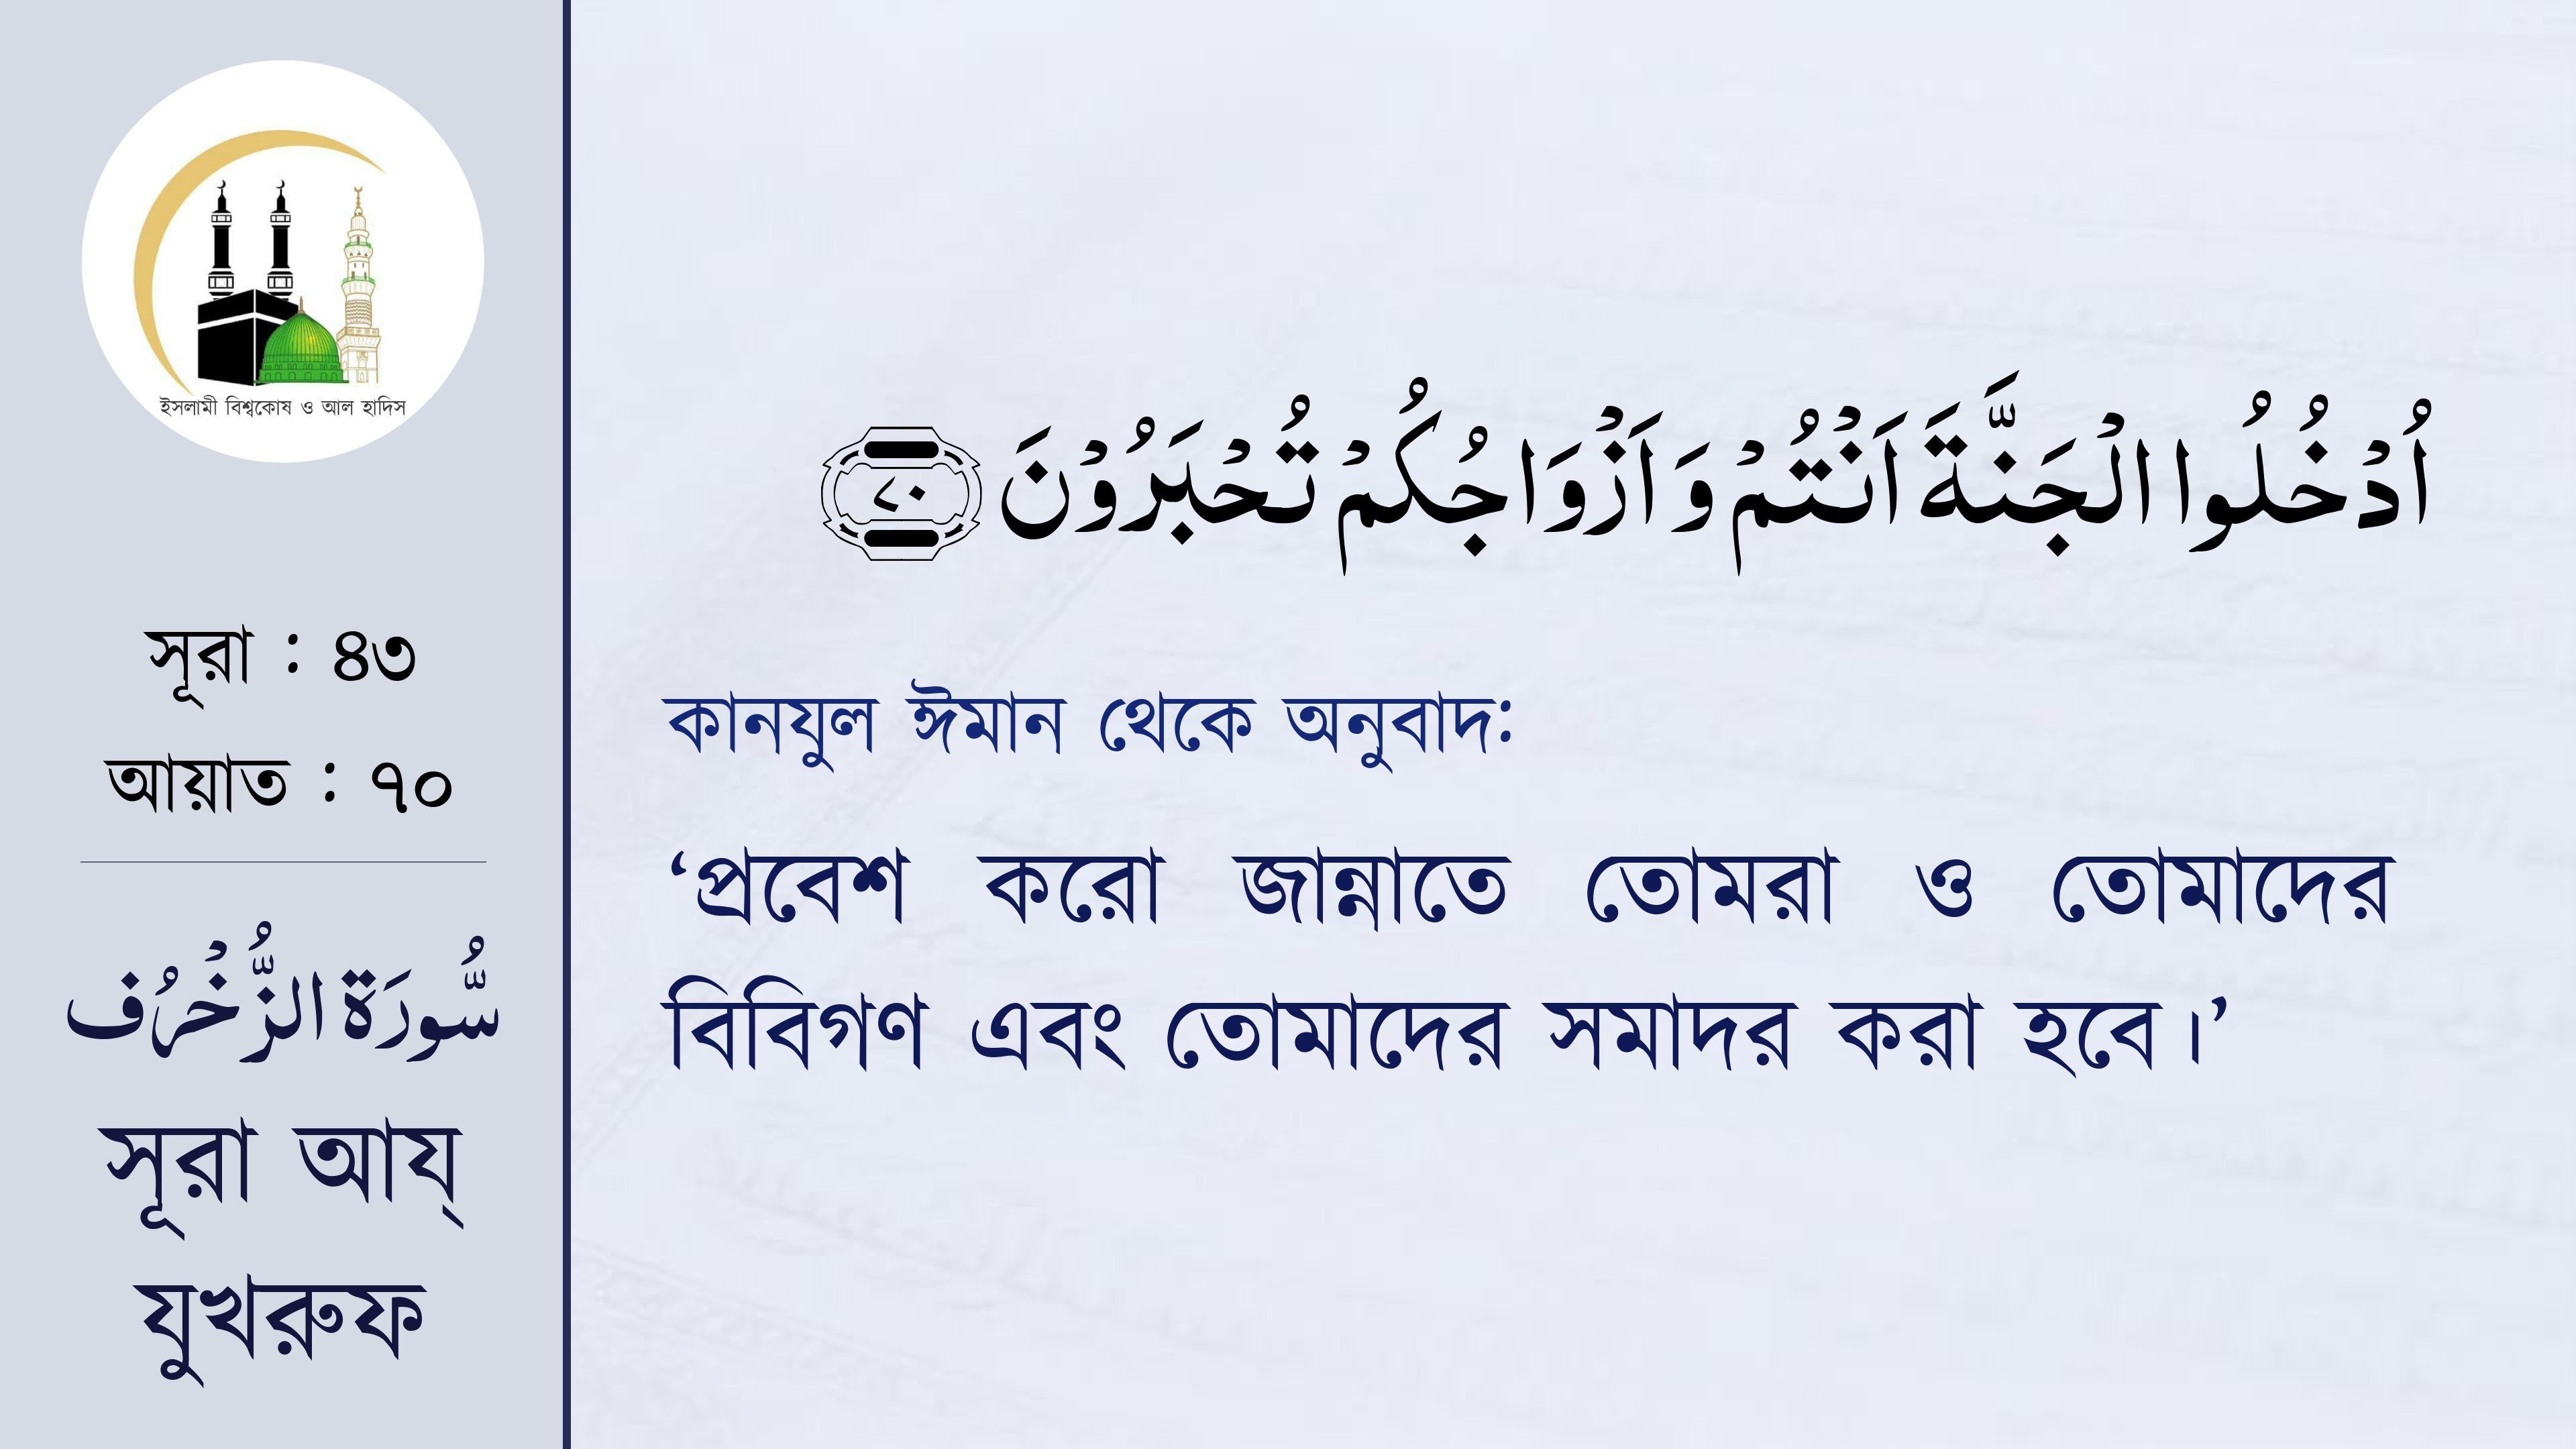 ইসলামী বিশ্বকোষ ও আল হাদিস
সূরা : ৪৩
আয়াত : ৭০
سُّورَة الزُّخْرُف
সূরা আয্
যুখরুফ
اُدْخُلُوا الْجَنَّةَ اَنْتُمْ وَ اَزْوَاجُكُمْ تُحْبَرُوْنَ ﴿۷۰﴾
কানযুল ঈমান থেকে অনুবাদ:
‘প্রবেশ করো জান্নাতে তোমরা ও তোমাদের
বিবিগণ এবং তোমাদের সমাদর করা হবে।’